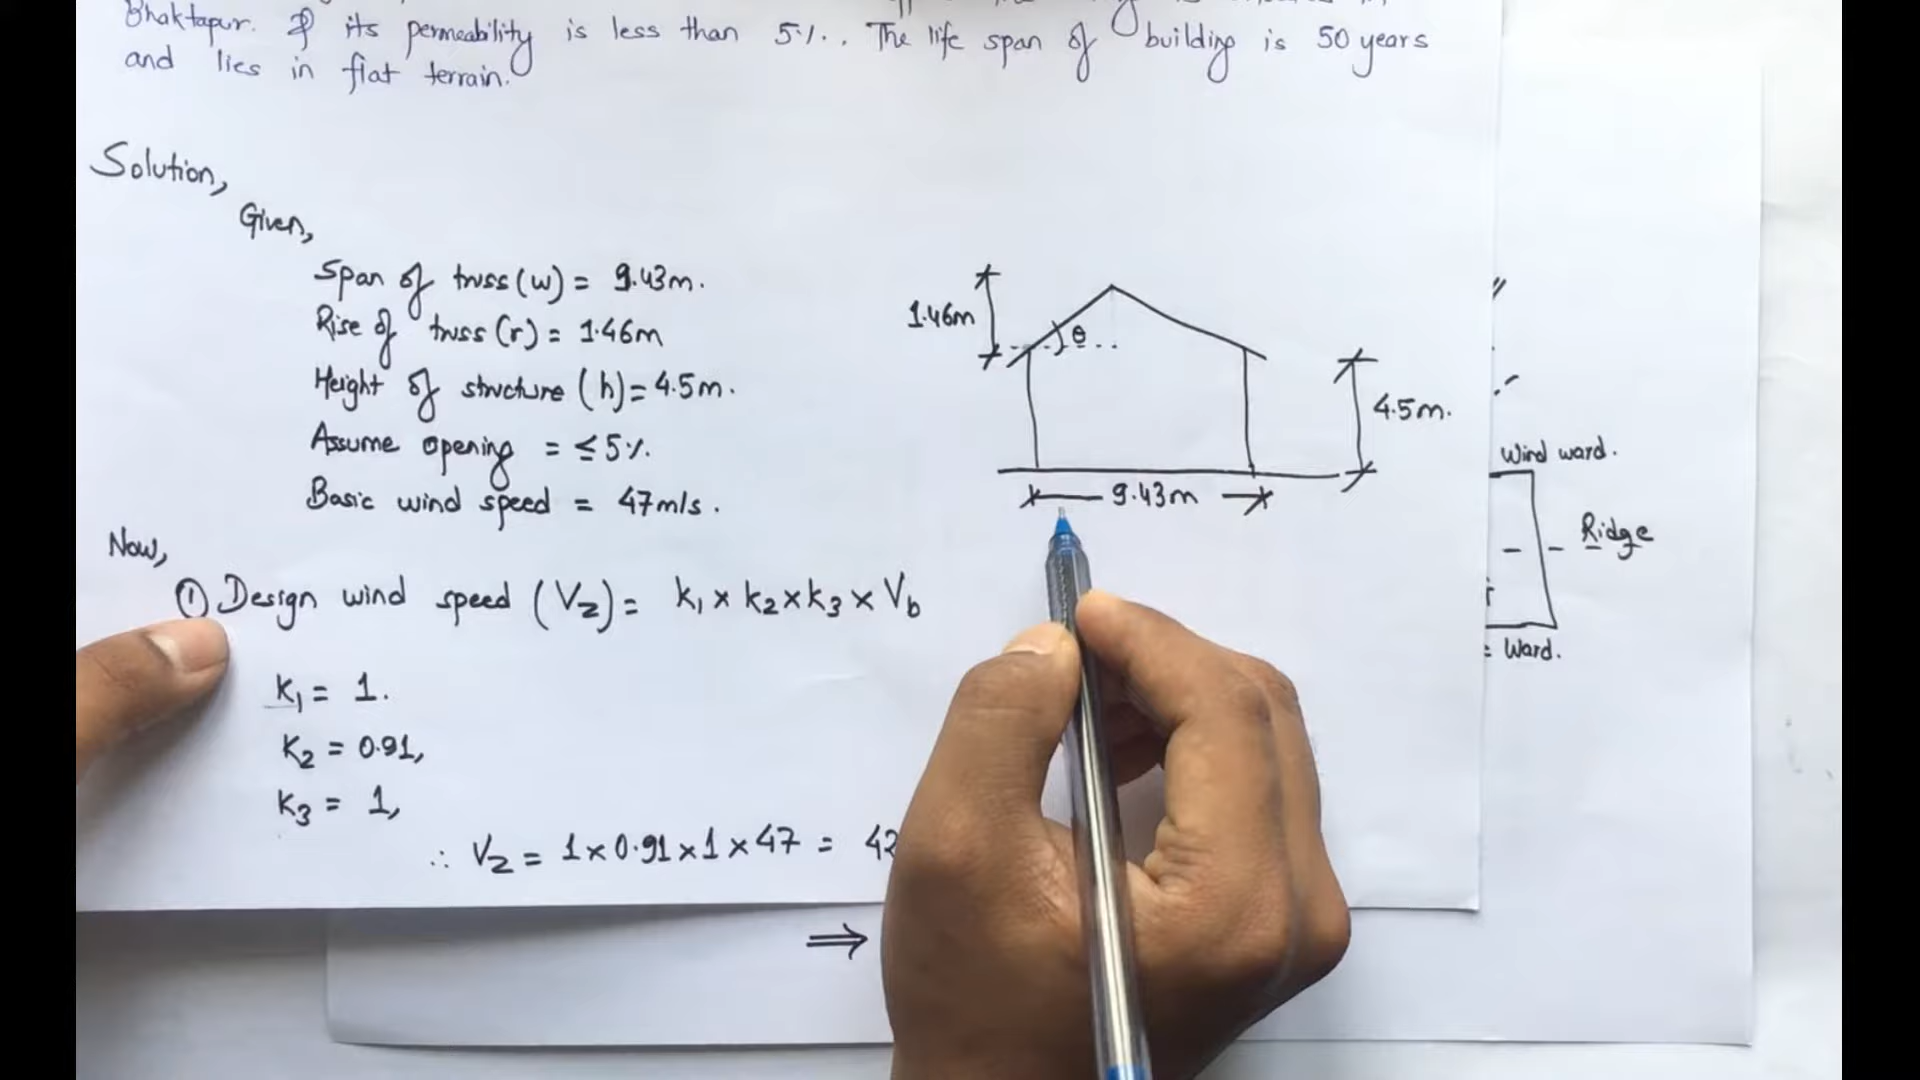 Bhaktapur. its permeability is less than 5%. The life span of building is 50 years
and lies in flat terrain.
Solution,
Given,
Span of truss (w) = 9.43m.
Rise of truss (r) = 1.46m
Height of structure (h) = 4.5m.
Assume opening = ≤ 5%.
Basic wind speed = 47m/s.
1.46m
θ
4.5m.
9.43m
Now,
① Design wind speed (Vz) = k1 × k2 × k3 × Vb
k1 = 1.
k2 = 0.91,
k3 = 1,
∴ Vz = 1 × 0.91 × 1 × 47 = 42
⇒
Wind ward.
Ridge
Ward.